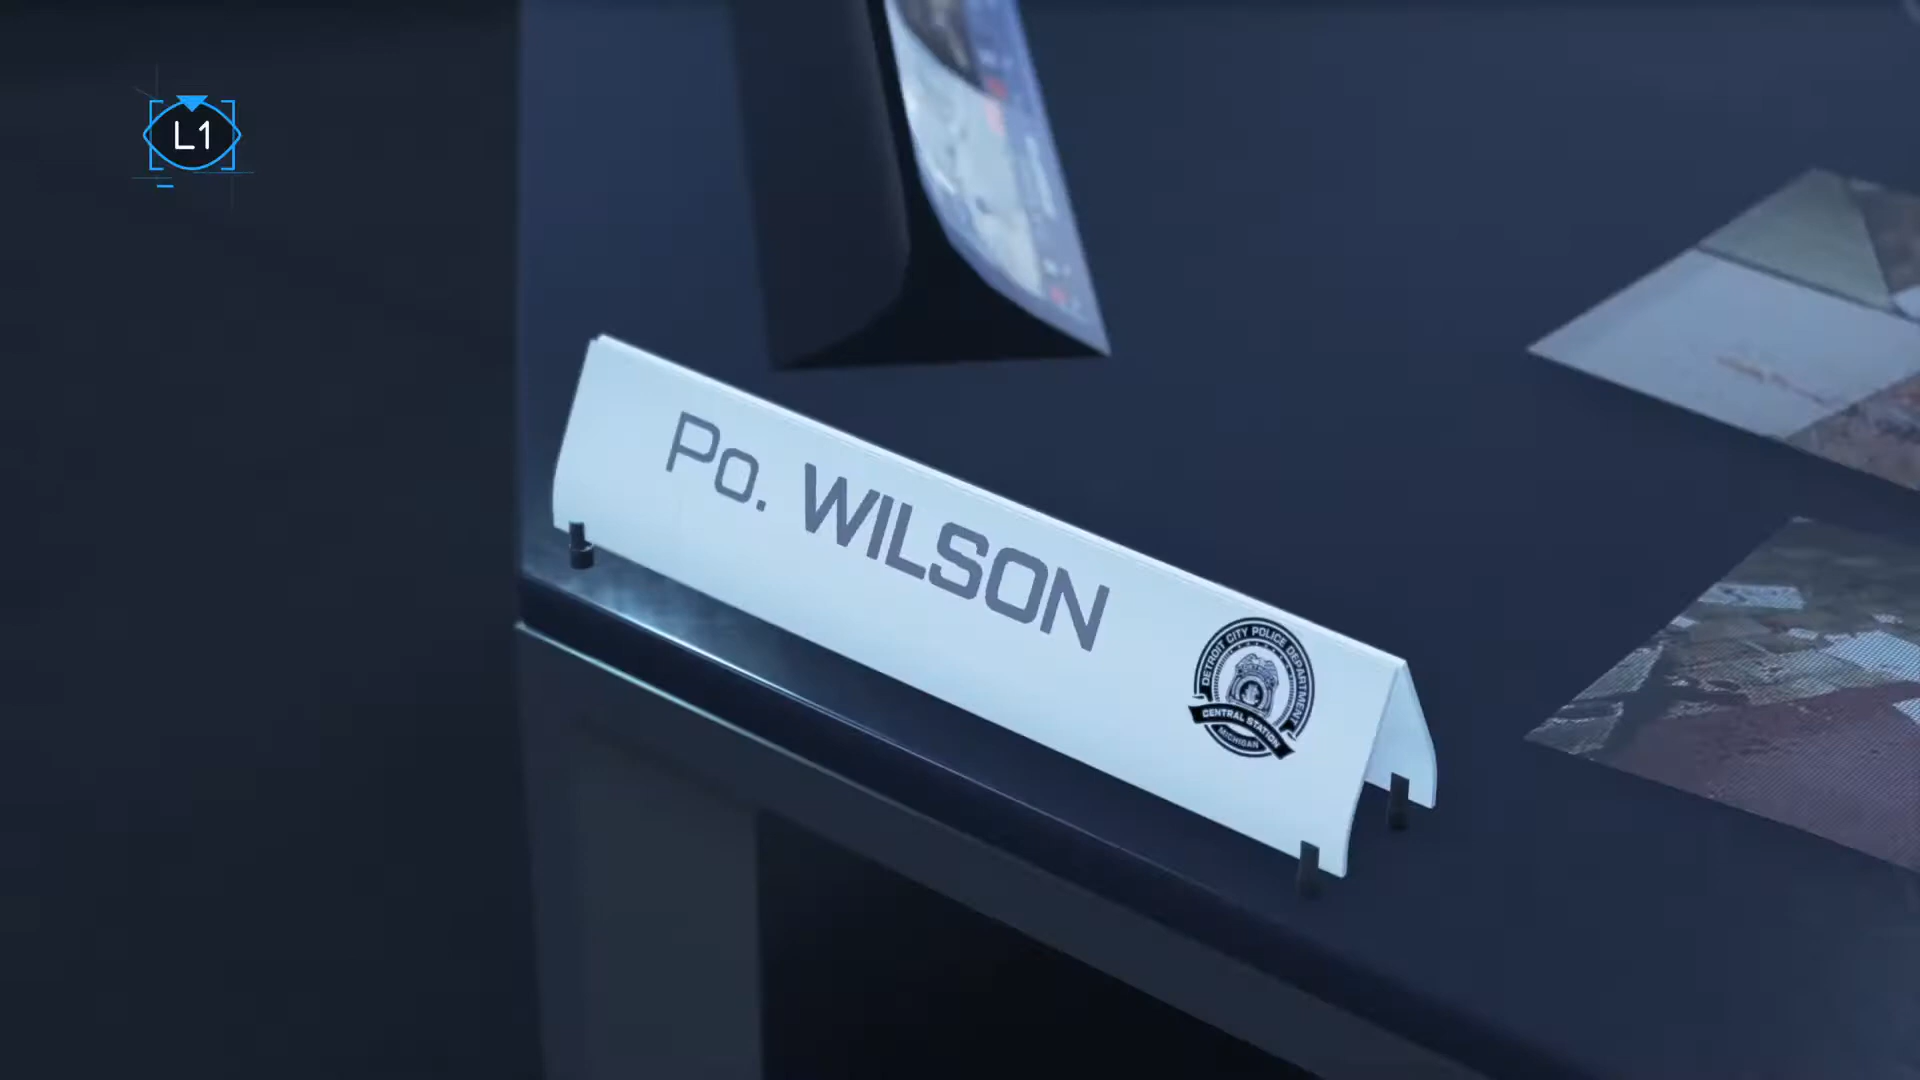 L1
Po. WILSON
DETROIT CITY POLICE DEPARTMENT
CENTRAL STATION
MICHIGAN